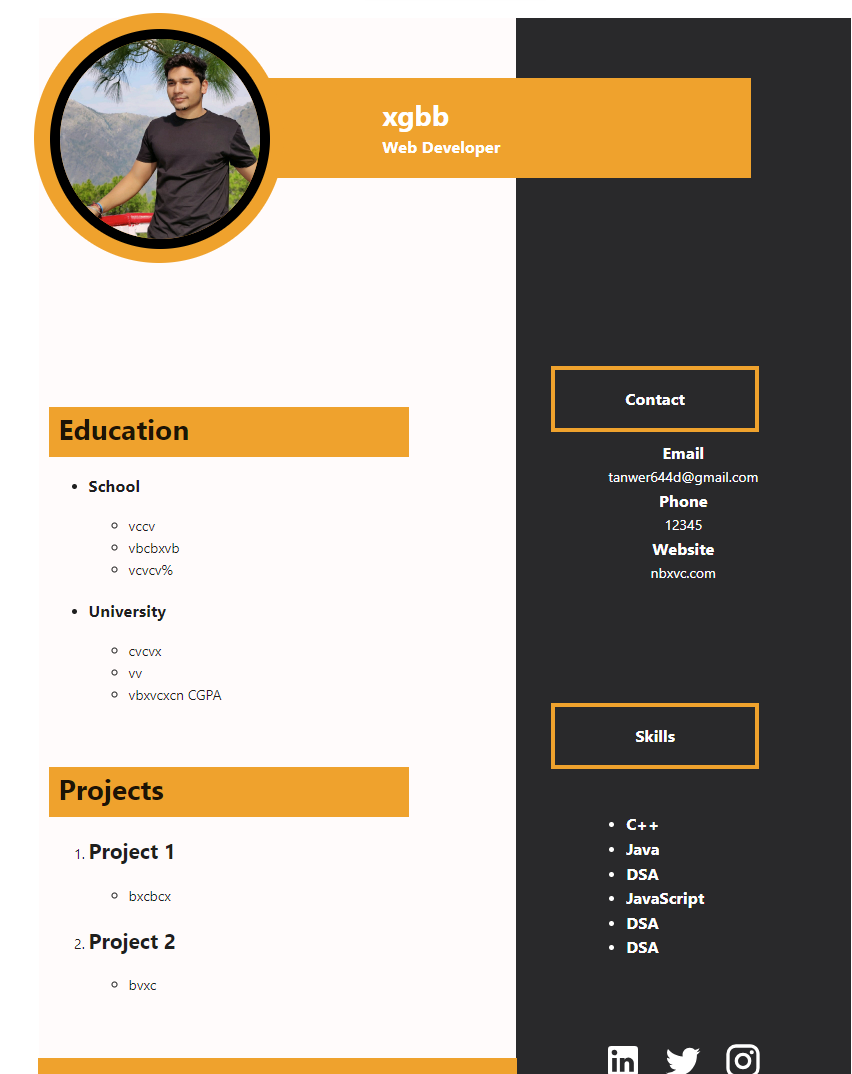 xgbb
Web Developer
Education
School
vccv
vbcbxvb
vcvcv%
University
cvcvx
vv
vbxvcxcn CGPA
Projects
1. Project 1
bxcbcx
2. Project 2
bvxc
Contact
Email
tanwer644d@gmail.com
Phone
12345
Website
nbxvc.com
Skills
C++
Java
DSA
JavaScript
DSA
DSA